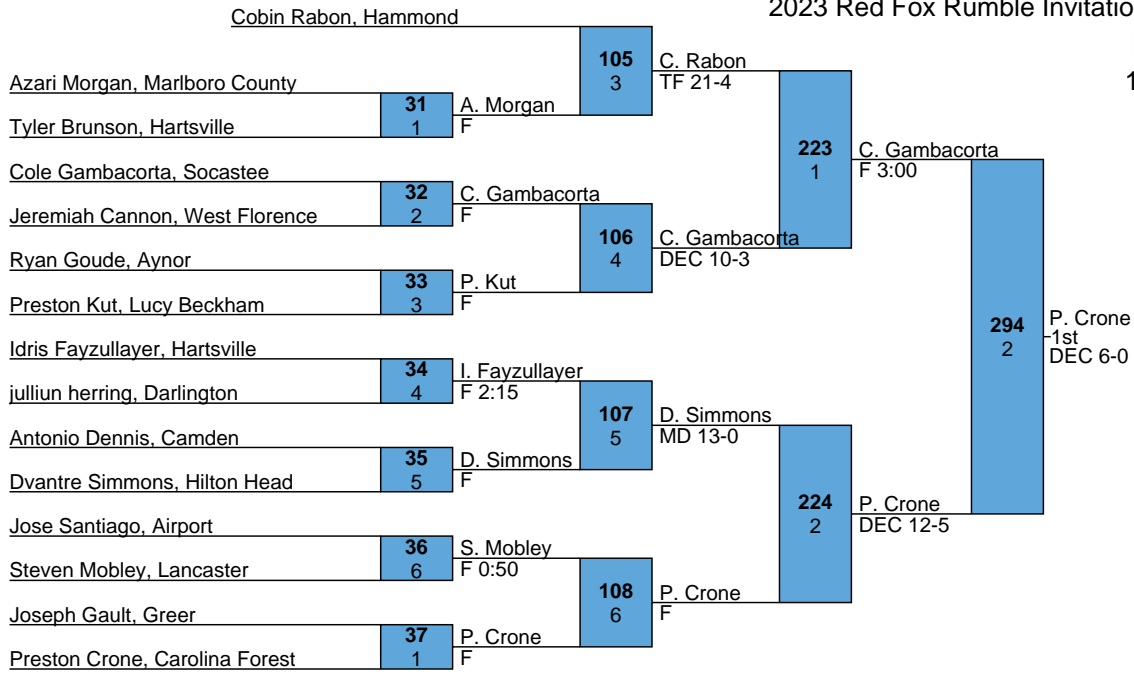 2023 Red Fox Rumble Invitatio
1
Cobin Rabon, Hammond
105
3
C. Rabon
TF 21-4
Azari Morgan, Marlboro County
31
1
A. Morgan
F
Tyler Brunson, Hartsville
223
1
C. Gambacorta
F 3:00
Cole Gambacorta, Socastee
32
2
C. Gambacorta
F
Jeremiah Cannon, West Florence
106
4
C. Gambacorta
DEC 10-3
Ryan Goude, Aynor
33
3
P. Kut
F
Preston Kut, Lucy Beckham
294
2
P. Crone
1st
DEC 6-0
Idris Fayzullayer, Hartsville
34
4
I. Fayzullayer
F 2:15
julliun herring, Darlington
107
5
D. Simmons
MD 13-0
Antonio Dennis, Camden
35
5
D. Simmons
F
Dvantre Simmons, Hilton Head
224
2
P. Crone
DEC 12-5
Jose Santiago, Airport
36
6
S. Mobley
F 0:50
Steven Mobley, Lancaster
108
6
P. Crone
F
Joseph Gault, Greer
37
1
P. Crone
F
Preston Crone, Carolina Forest